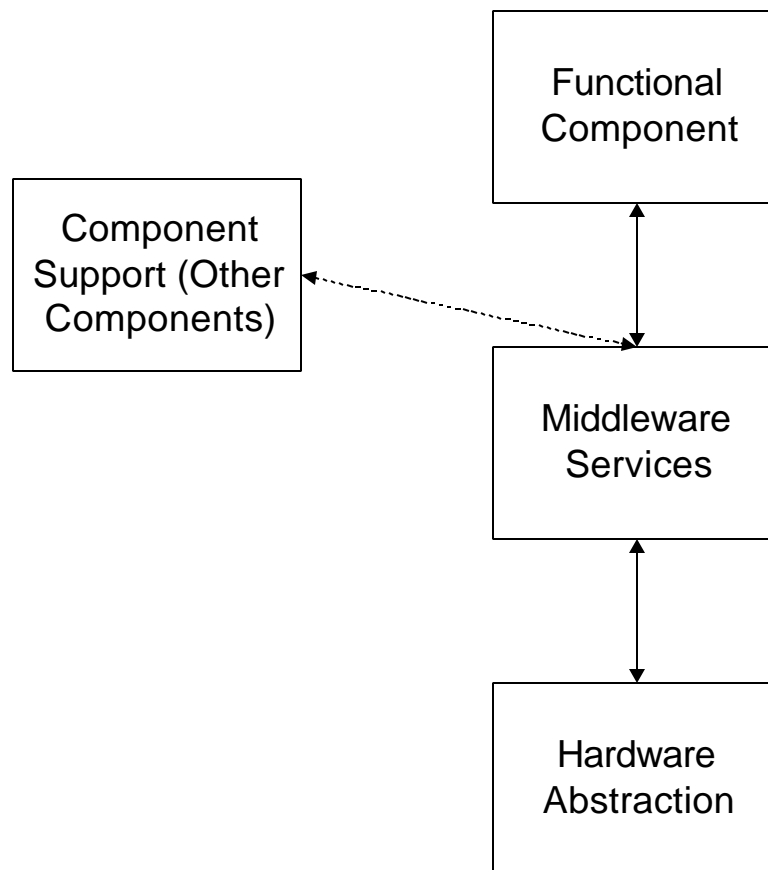 Functional
Component
Component
Support (Other
Components)
Middleware
Services
Hardware
Abstraction